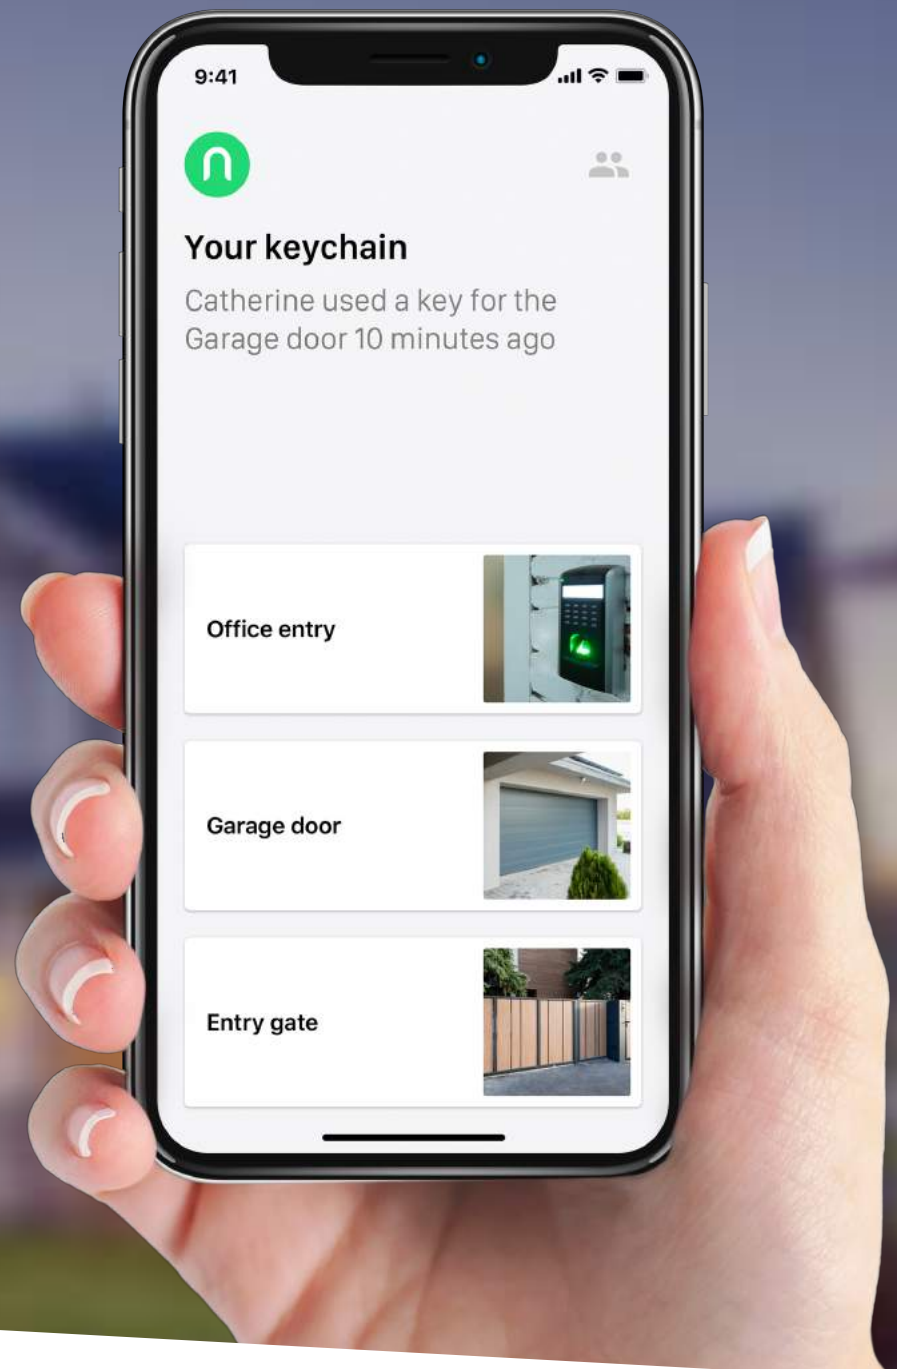 9:41
Your keychain
Catherine used a key for the
Garage door 10 minutes ago
Office entry
Garage door
Entry gate